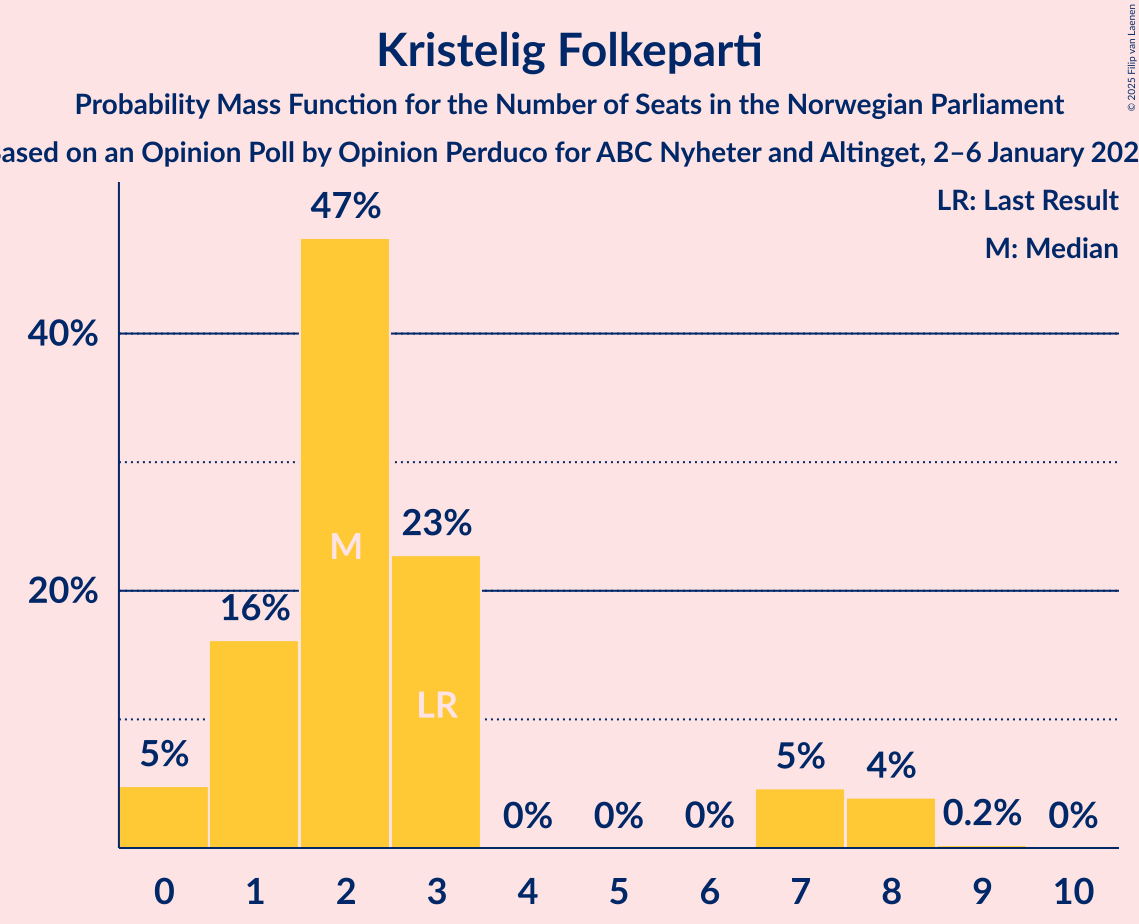 Kristelig Folkeparti
Probability Mass Function for the Number of Seats in the Norwegian Parliament
on an Opinion Poll by Opinion Perduco for ABC Nyheter and Altinget, 2–6 January
© 2025 Filip van Laenen
LR: Last Result
M: Median
47%
40%
23%
M
20%
16%
LR
5%
5%
4%
0%
0%
0%
0.2%
0%
0 1 2 3 4 5 6 7 8 9 10